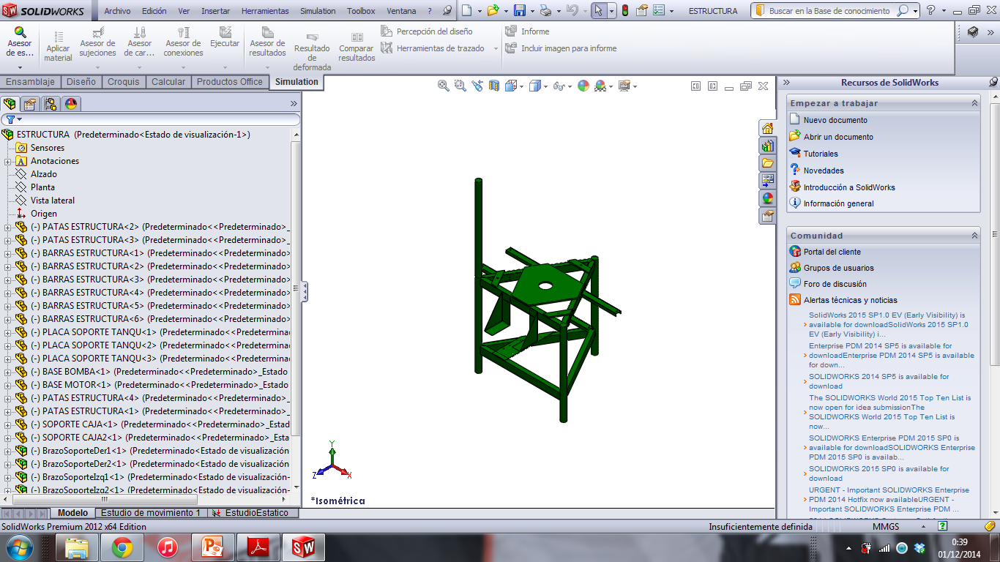 SOLIDWORKS
Archivo Edición Ver Insertar Herramientas Simulation Toolbox Ventana ?
ESTRUCTURA
Buscar en la Base de conocimiento
Asesor de es...
Aplicar material
Asesor de sujeciones
Asesor de car...
Asesor de conexiones
Ejecutar
Asesor de resultados
Resultado de deformada
Comparar resultados
Percepción del diseño
Herramientas de trazado
Informe
Incluir imagen para informe
Ensamblaje Diseño Croquis Calcular Productos Office Simulation
ESTRUCTURA (Predeterminado<Estado de visualización-1>)
Sensores
Anotaciones
Alzado
Planta
Vista lateral
Origen
(-) PATAS ESTRUCTURA<2> (Predeterminado<<Predeterminado>_
(-) PATAS ESTRUCTURA<3> (Predeterminado<<Predeterminado>_
(-) BARRAS ESTRUCTURA<1> (Predeterminado<<Predeterminado>
(-) BARRAS ESTRUCTURA<2> (Predeterminado<<Predeterminado>
(-) BARRAS ESTRUCTURA<3> (Predeterminado<<Predeterminado>
(-) BARRAS ESTRUCTURA<4> (Predeterminado<<Predeterminado>
(-) BARRAS ESTRUCTURA<5> (Predeterminado<<Predeterminado>
(-) BARRAS ESTRUCTURA<6> (Predeterminado<<Predeterminado>
(-) PLACA SOPORTE TANQU<1> (Predeterminado<<Predeterminado
(-) PLACA SOPORTE TANQU<2> (Predeterminado<<Predeterminado
(-) PLACA SOPORTE TANQU<3> (Predeterminado<<Predeterminado
(-) BASE BOMBA<1> (Predeterminado<<Predeterminado>_Estado
(-) BASE MOTOR<1> (Predeterminado<<Predeterminado>_Estado
(-) PATAS ESTRUCTURA<4> (Predeterminado<<Predeterminado>_
(-) PATAS ESTRUCTURA<1> (Predeterminado<<Predeterminado>_
(-) SOPORTE CAJA<1> (Predeterminado<<Predeterminado>_Estad
(-) SOPORTE CAJA2<1> (Predeterminado<<Predeterminado>_Esta
(-) BrazoSoporteDer1<1> (Predeterminado<Estado de visualización
(-) BrazoSoporteDer2<1> (Predeterminado<Estado de visualización
(-) BrazoSoporteIzq1<1> (Predeterminado<Estado de visualización-
(-) BrazoSoporteIzq2<1> (Predeterminado<Estado de visualización-
Y
Z
X
*Isométrica
Recursos de SolidWorks
Empezar a trabajar
Nuevo documento
Abrir un documento
Tutoriales
Novedades
Introducción a SolidWorks
Información general
Comunidad
Portal del cliente
Grupos de usuarios
Foro de discusión
Alertas técnicas y noticias
SolidWorks 2015 SP1.0 EV (Early Visibility) is
available for downloadSolidWorks 2015 SP1.0
EV (Early Visibility) i...
Enterprise PDM 2014 SP5 is available for
downloadEnterprise PDM 2014 SP5 is available
for down...
SOLIDWORKS 2014 SP5 is available for
download
The SOLIDWORKS World 2015 Top Ten List is
now open for idea submissionThe
SOLIDWORKS World 2015 Top Ten List is
now...
SOLIDWORKS Enterprise PDM 2015 SP0 is
available for downloadSOLIDWORKS Enterprise
PDM 2015 SP0 is availab...
SOLIDWORKS 2015 SP0 is available for
download
URGENT - Important SOLIDWORKS Enterprise
PDM 2014 Hotfix now availableURGENT -
Important SOLIDWORKS Enterprise PDM ...
Modelo Estudio de movimiento 1 EstudioEstatico
SolidWorks Premium 2012 x64 Edition
Insuficientemente definida
MMGS
0:39
01/12/2014